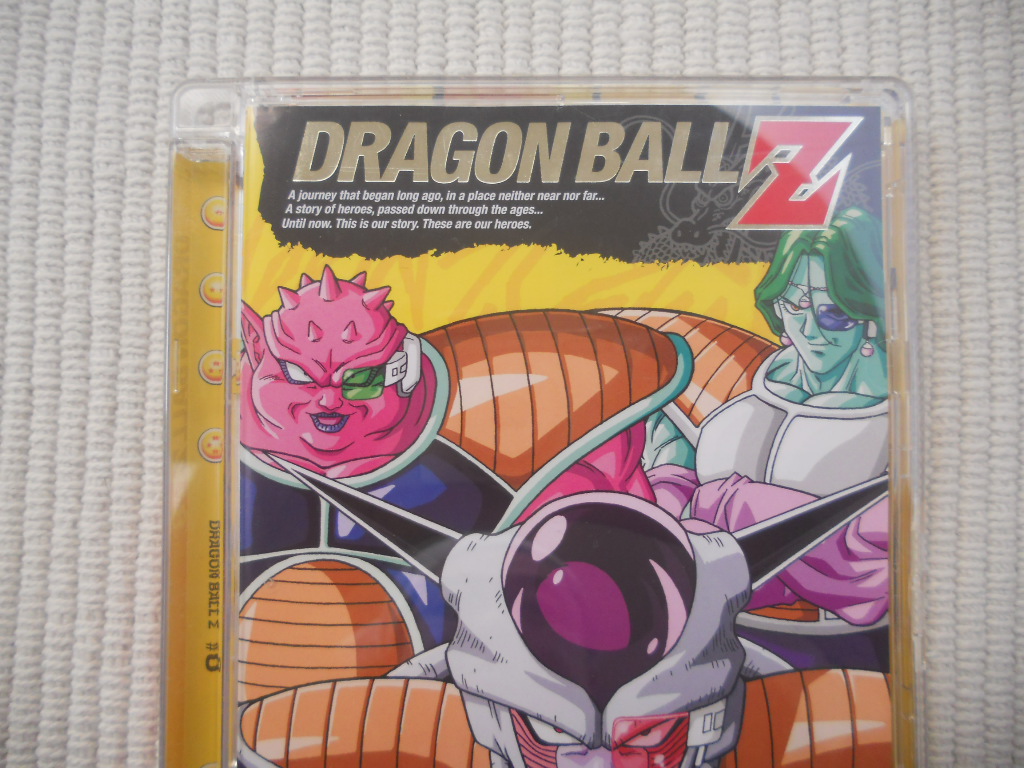 DRAGON BALL Z
A journey that began long ago, in a place neither near nor far...
A story of heroes, passed down through the ages...
Until now. This is our story. These are our heroes.
DRAGON BALL Z